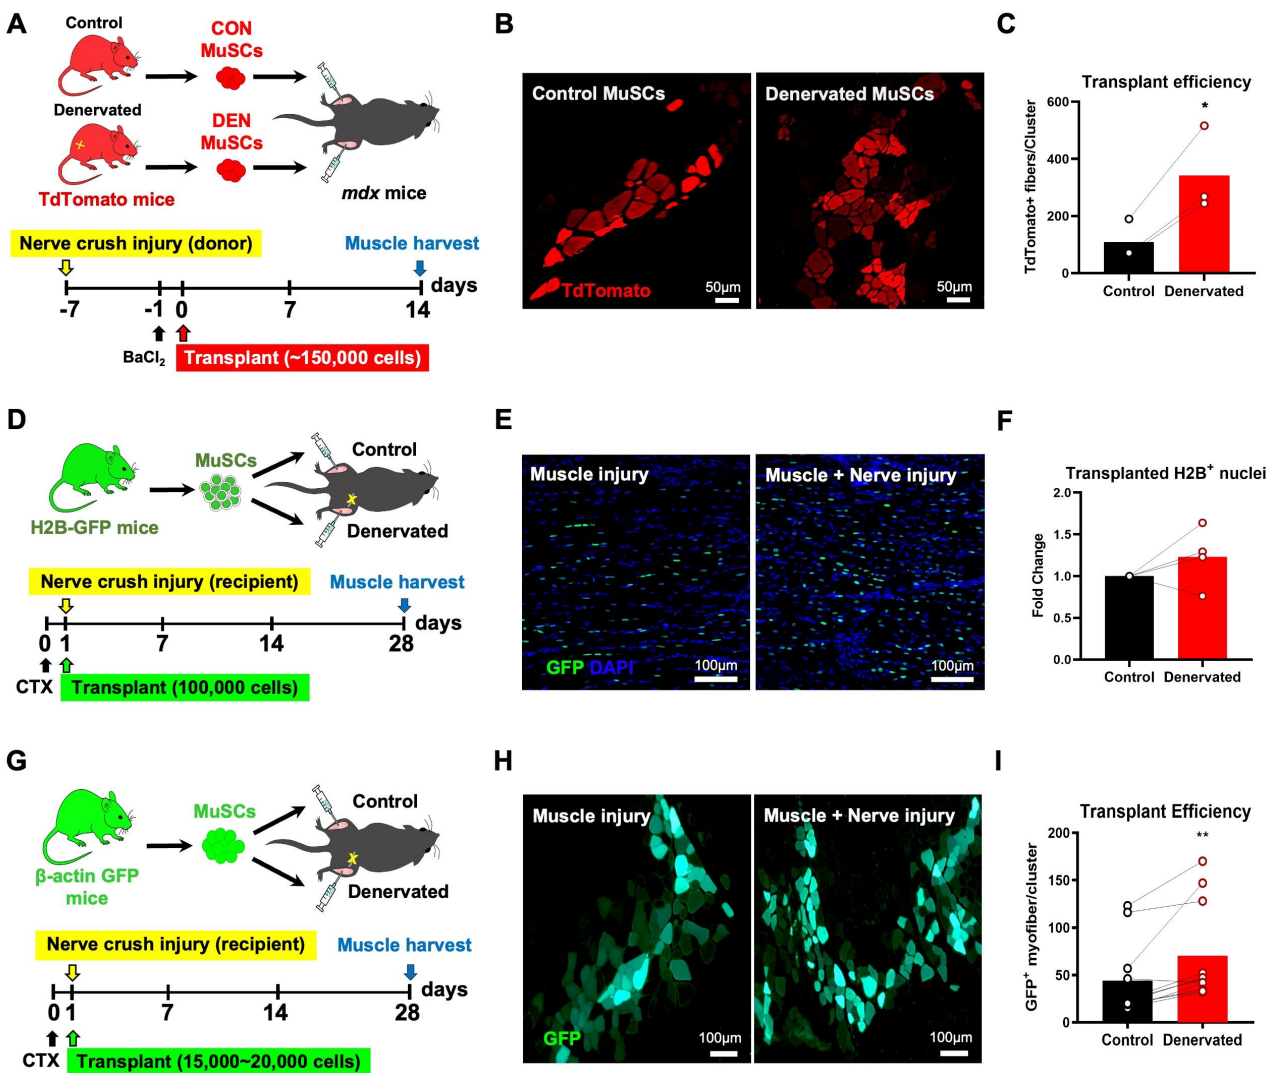 A
Control
CON
MuSCs
Denervated
DEN
MuSCs
TdTomato mice
mdx mice
Nerve crush injury (donor)
Muscle harvest
days
-7
-1
0
7
14
BaCl2
Transplant (~150,000 cells)
B
Control MuSCs
Denervated MuSCs
TdTomato
50μm
50μm
C
Transplant efficiency
*
TdTomato+ fibers/Cluster
600
400
200
0
Control
Denervated
D
MuSCs
Control
H2B-GFP mice
Denervated
Nerve crush injury (recipient)
Muscle harvest
days
0
1
7
14
28
CTX
Transplant (100,000 cells)
E
Muscle injury
Muscle + Nerve injury
GFP DAPI
100μm
100μm
F
Transplanted H2B+ nuclei
Fold Change
2.0
1.5
1.0
0.5
0.0
Control
Denervated
G
MuSCs
Control
β-actin GFP
mice
Denervated
Nerve crush injury (recipient)
Muscle harvest
days
0
1
7
14
28
CTX
Transplant (15,000~20,000 cells)
H
Muscle injury
Muscle + Nerve injury
GFP
100μm
100μm
I
Transplant Efficiency
**
GFP+ myofiber/cluster
200
150
100
50
0
Control
Denervated